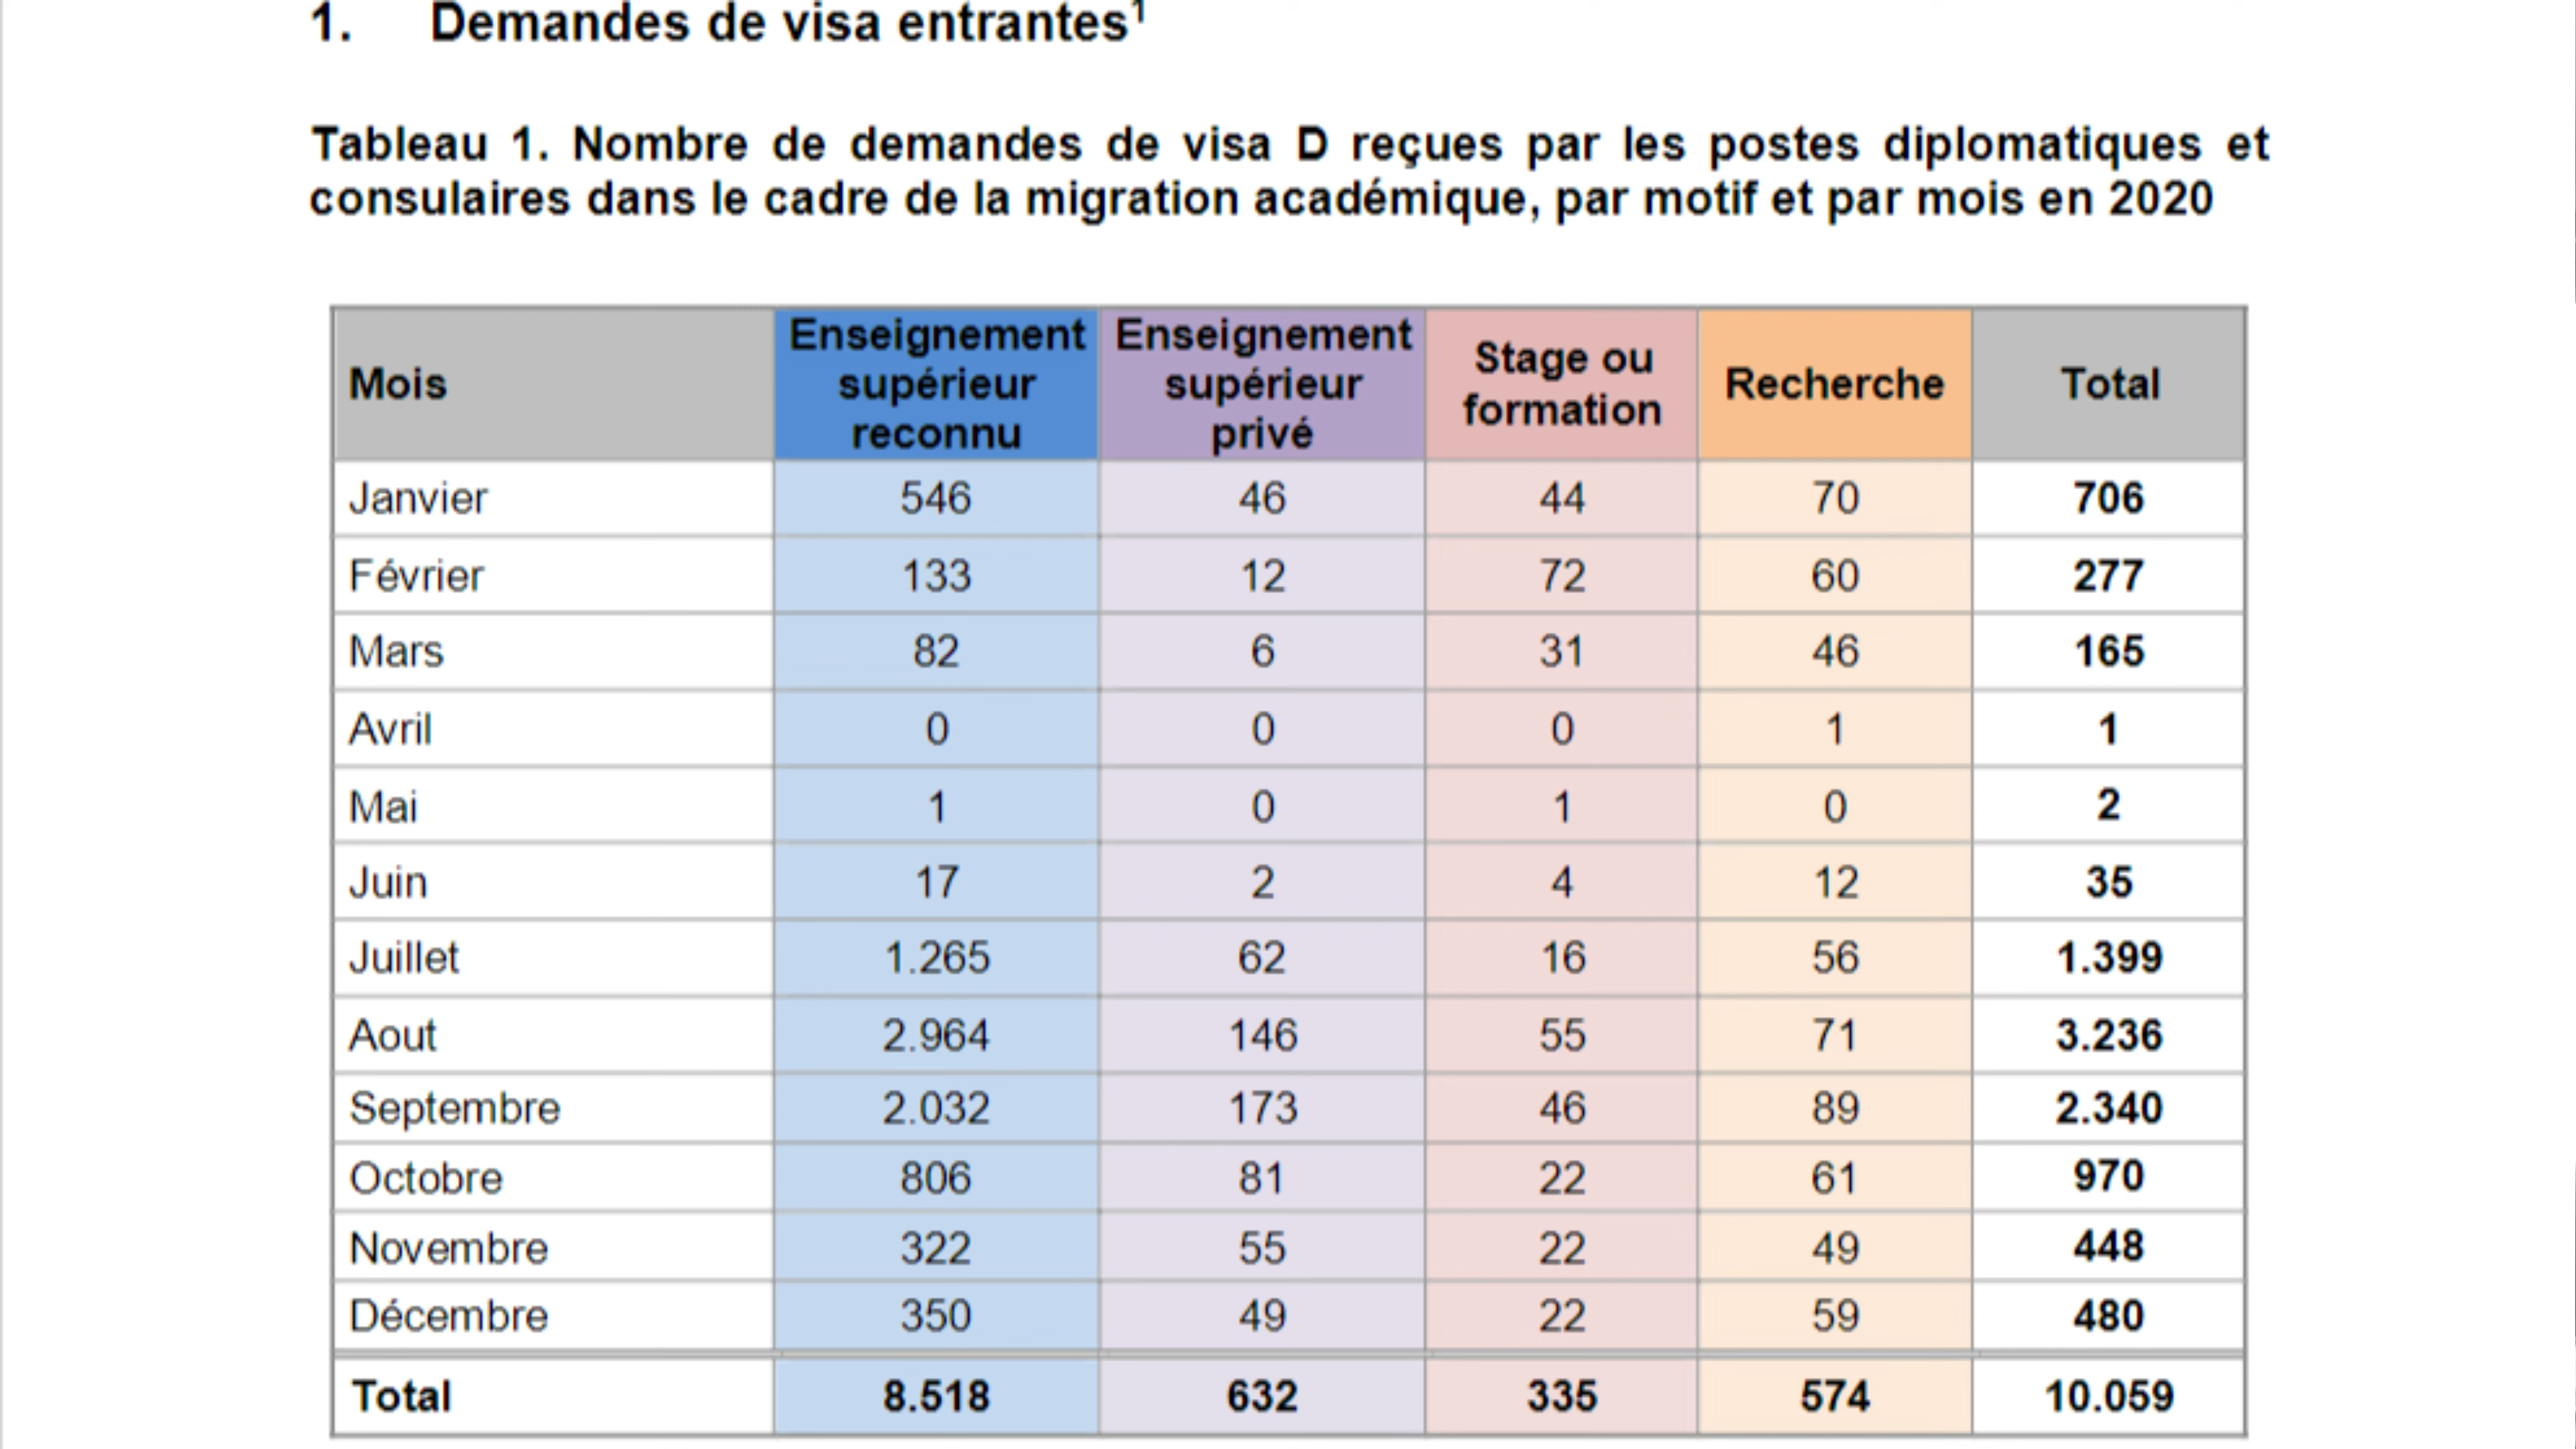 1. Demandes de visa entrantes¹
Tableau 1. Nombre de demandes de visa D reçues par les postes diplomatiques et
consulaires dans le cadre de la migration académique, par motif et par mois en 2020
Mois Enseignement supérieur reconnu Enseignement supérieur privé Stage ou formation Recherche Total
Janvier 546 46 44 70 706
Février 133 12 72 60 277
Mars 82 6 31 46 165
Avril 0 0 0 1 1
Mai 1 0 1 0 2
Juin 17 2 4 12 35
Juillet 1.265 62 16 56 1.399
Aout 2.964 146 55 71 3.236
Septembre 2.032 173 46 89 2.340
Octobre 806 81 22 61 970
Novembre 322 55 22 49 448
Décembre 350 49 22 59 480
Total 8.518 632 335 574 10.059